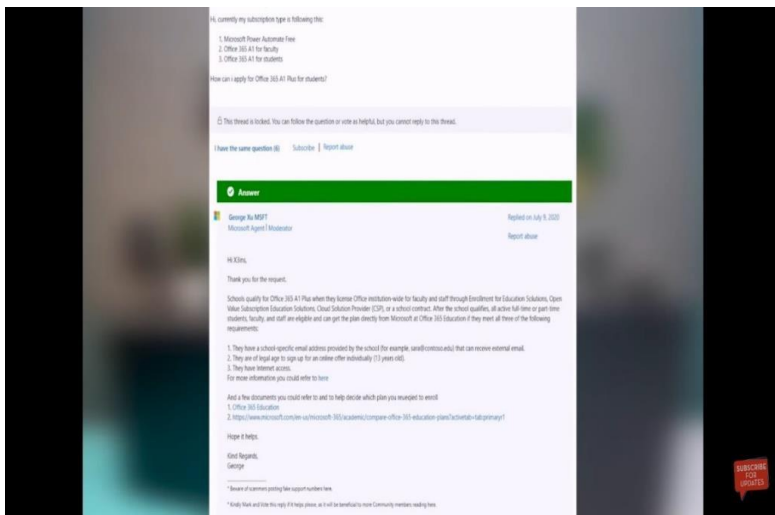 Hi, currently my subscription type is following this:
1. Microsoft Power Automate Free
2. Office 365 A1 for faculty
3. Office 365 A1 for students
How can i apply for Office 365 A1 Plus for students?
This thread is locked. You can follow the question or vote as helpful, but you cannot reply to this thread.
I have the same question (6) Subscribe | Report abuse
Answer
George Xu MSFT
Replied on July 9, 2020
Microsoft Agent | Moderator
Report abuse
Thank you for the request.
Schools qualify for Office 365 A1 Plus when they license Office institution-wide for faculty and staff through Enrollment for Education Solutions, Open
Value Subscription Education Solutions, Cloud Solution Provider (CSP), or a school contract. After the school qualifies, all active full-time or part-time
students, faculty, and staff are eligible and can get the plan directly from Microsoft at Office 365 Education if they meet all three of the following
requirements:
1. They have a school-specific email address provided by the school (for example, sara@contoso.edu) that can receive external email.
2. They are of legal age to sign up for an online offer individually (13 years old).
3. They have Internet access.
For more information you could refer to here
And a few documents you could refer to and to help decide which plan you to enroll
1. Office 365 Education
2. https://www.microsoft.com/en-us/microsoft-365/academic/compare-office-365-education-plans?activetab=tab:primaryr1
Hope it helps.
Kind Regards,
George
* Beware of scammers posting fake support numbers here.
* Kindly Mark and Vote this reply if it helps please, as it will be beneficial to more Community members reading here.
SUBSCRIBE
FOR
UPDATES